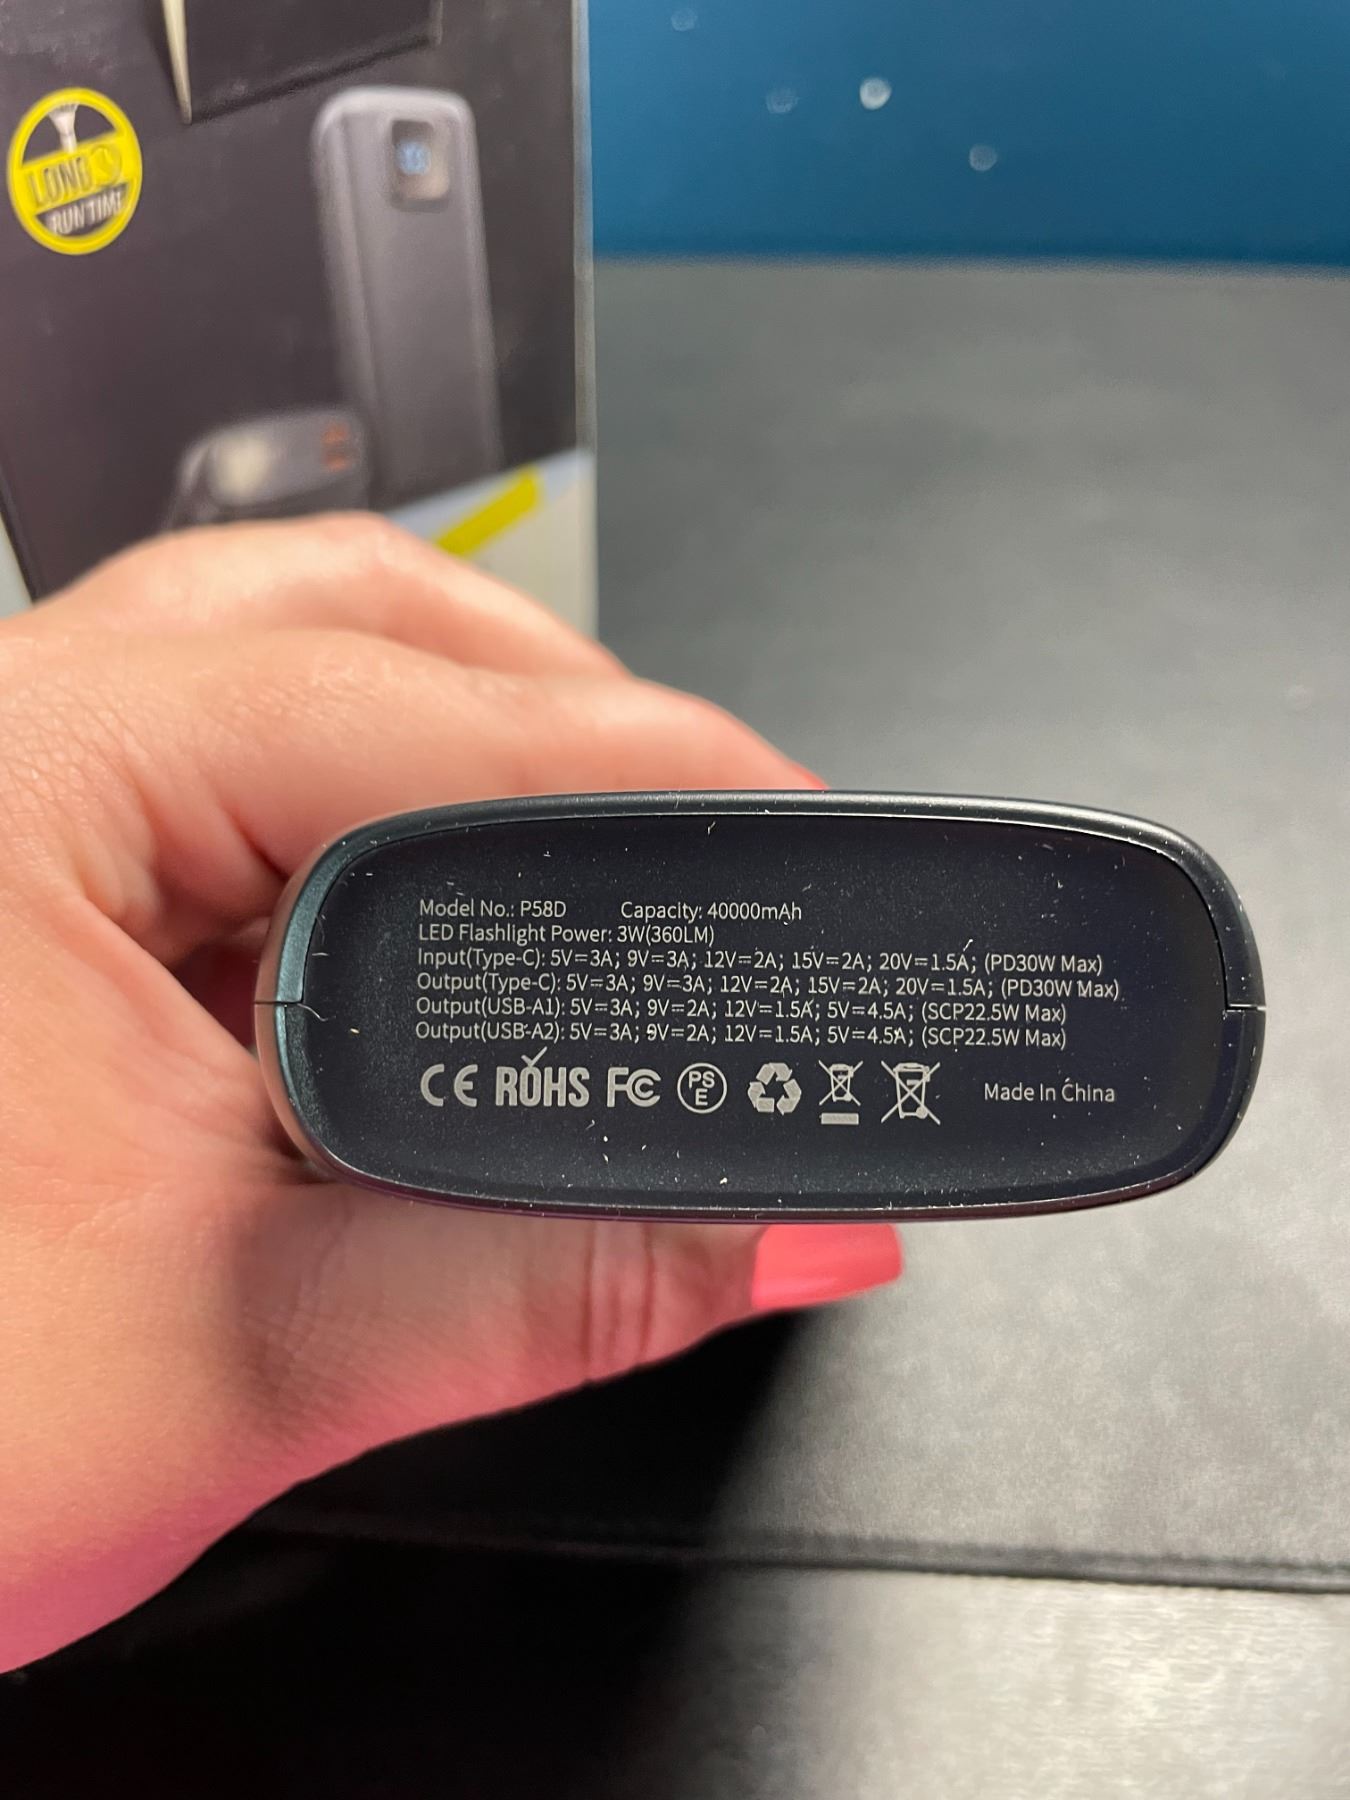 LONG
RUN TIME
Model No.: P58D Capacity: 40000mAh
LED Flashlight Power: 3W(360LM)
Input(Type-C): 5V=3A; 9V=3A; 12V=2A; 15V=2A; 20V=1.5A; (PD30W Max)
Output(Type-C): 5V=3A; 9V=3A; 12V=2A; 15V=2A; 20V=1.5A; (PD30W Max)
Output(USB-A1): 5V=3A; 9V=2A; 12V=1.5A; 5V=4.5A; (SCP22.5W Max)
Output(USB-A2): 5V=3A; 9V=2A; 12V=1.5A; 5V=4.5A; (SCP22.5W Max)
CE ROHS FC PS E Made In China